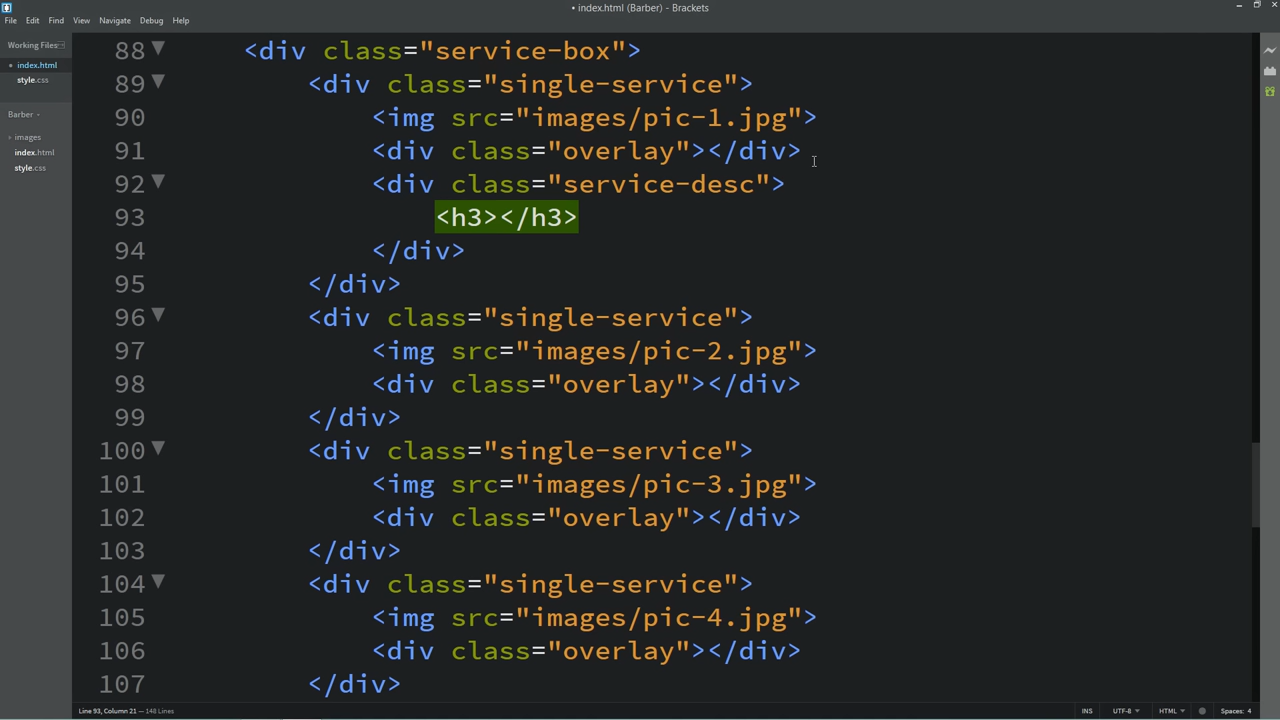 • index.html (Barber) - Brackets
File Edit Find View Navigate Debug Help
Working Files
• index.html
style.css
Barber
images
index.html
style.css
88 <div class="service-box">
89 <div class="single-service">
90 <img src="images/pic-1.jpg">
91 <div class="overlay"></div>
92 <div class="service-desc">
93 <h3></h3>
94 </div>
95 </div>
96 <div class="single-service">
97 <img src="images/pic-2.jpg">
98 <div class="overlay"></div>
99 </div>
100 <div class="single-service">
101 <img src="images/pic-3.jpg">
102 <div class="overlay"></div>
103 </div>
104 <div class="single-service">
105 <img src="images/pic-4.jpg">
106 <div class="overlay"></div>
107 </div>
Line 93, Column 21 — 148 Lines
INS UTF-8 HTML Spaces: 4